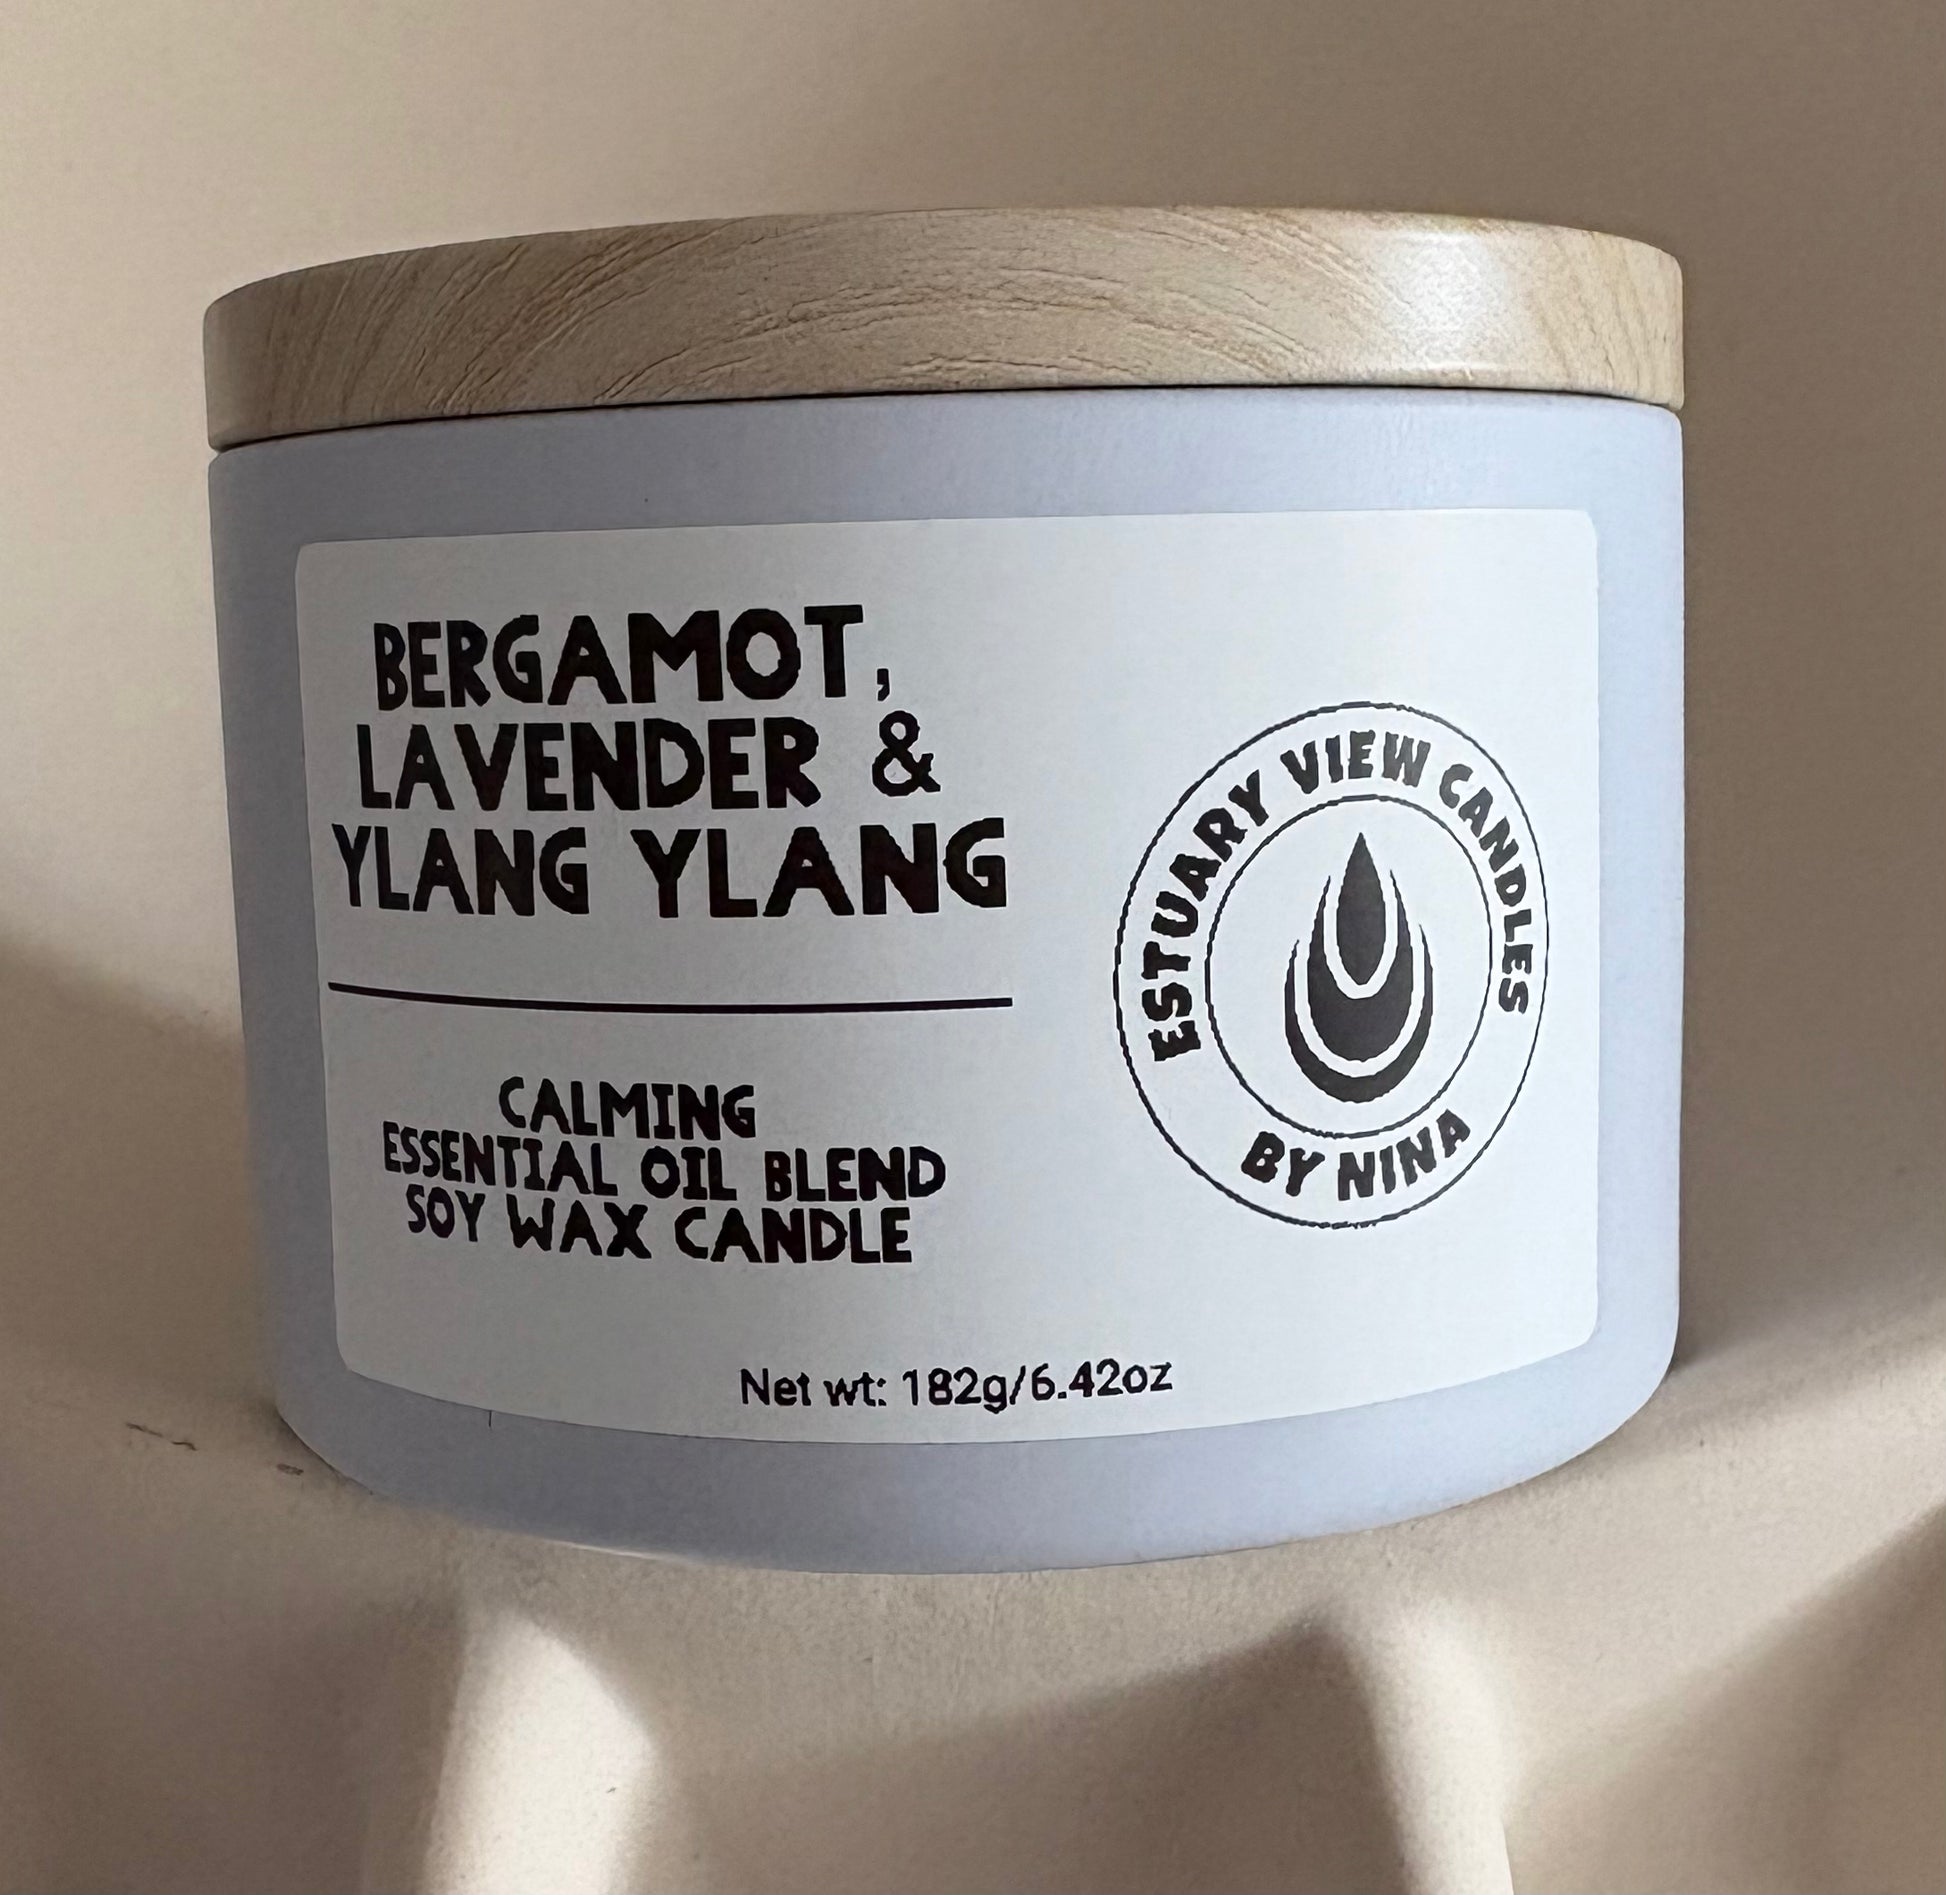 BERGAMOT,
LAVENDER &
YLANG YLANG
CALMING
ESSENTIAL OIL BLEND
SOY WAX CANDLE
ESTUARY VIEW CANDLES
BY NINA
Net wt: 182g/6.42oz